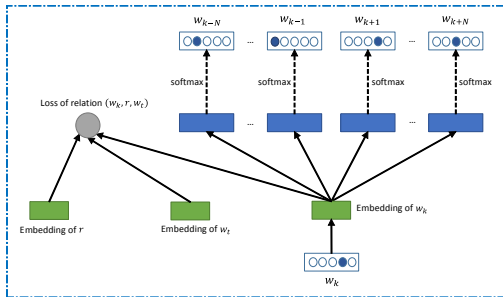 w_{k-N} w_{k-1} w_{k+1} w_{k+N}
... ...
softmax softmax softmax softmax
Loss of relation (w_k, r, w_t)
... ...
Embedding of r Embedding of w_t Embedding of w_k
w_k